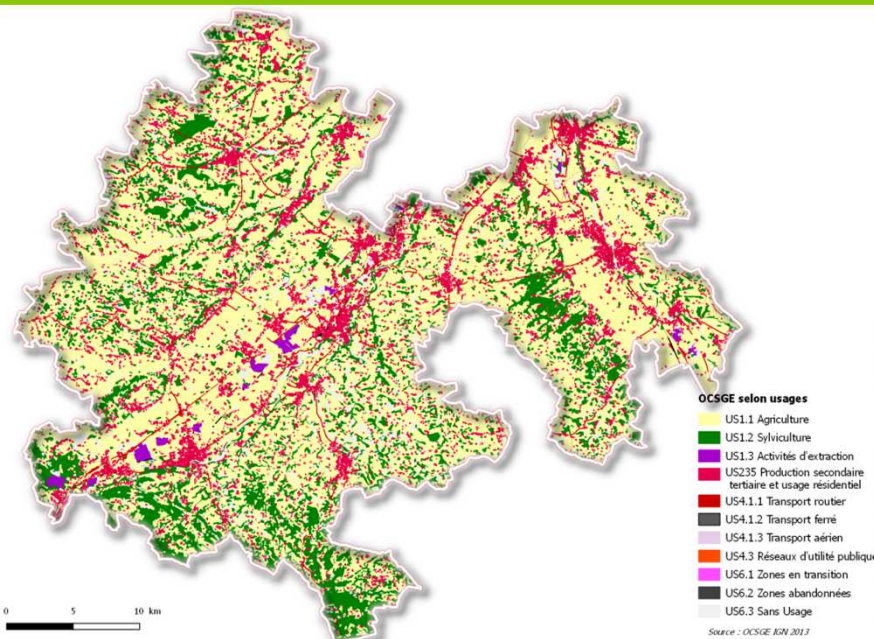 OCSGE selon usages
US1.1 Agriculture
US1.2 Sylviculture
US1.3 Activités d'extraction
US235 Production secondaire
tertiaire et usage résidentiel
US4.1.1 Transport routier
US4.1.2 Transport ferré
US4.1.3 Transport aérien
US4.3 Réseaux d'utilité publique
US6.1 Zones en transition
US6.2 Zones abandonnées
US6.3 Sans Usage
0 5 10 km
Source : OCSGE IGN 2013